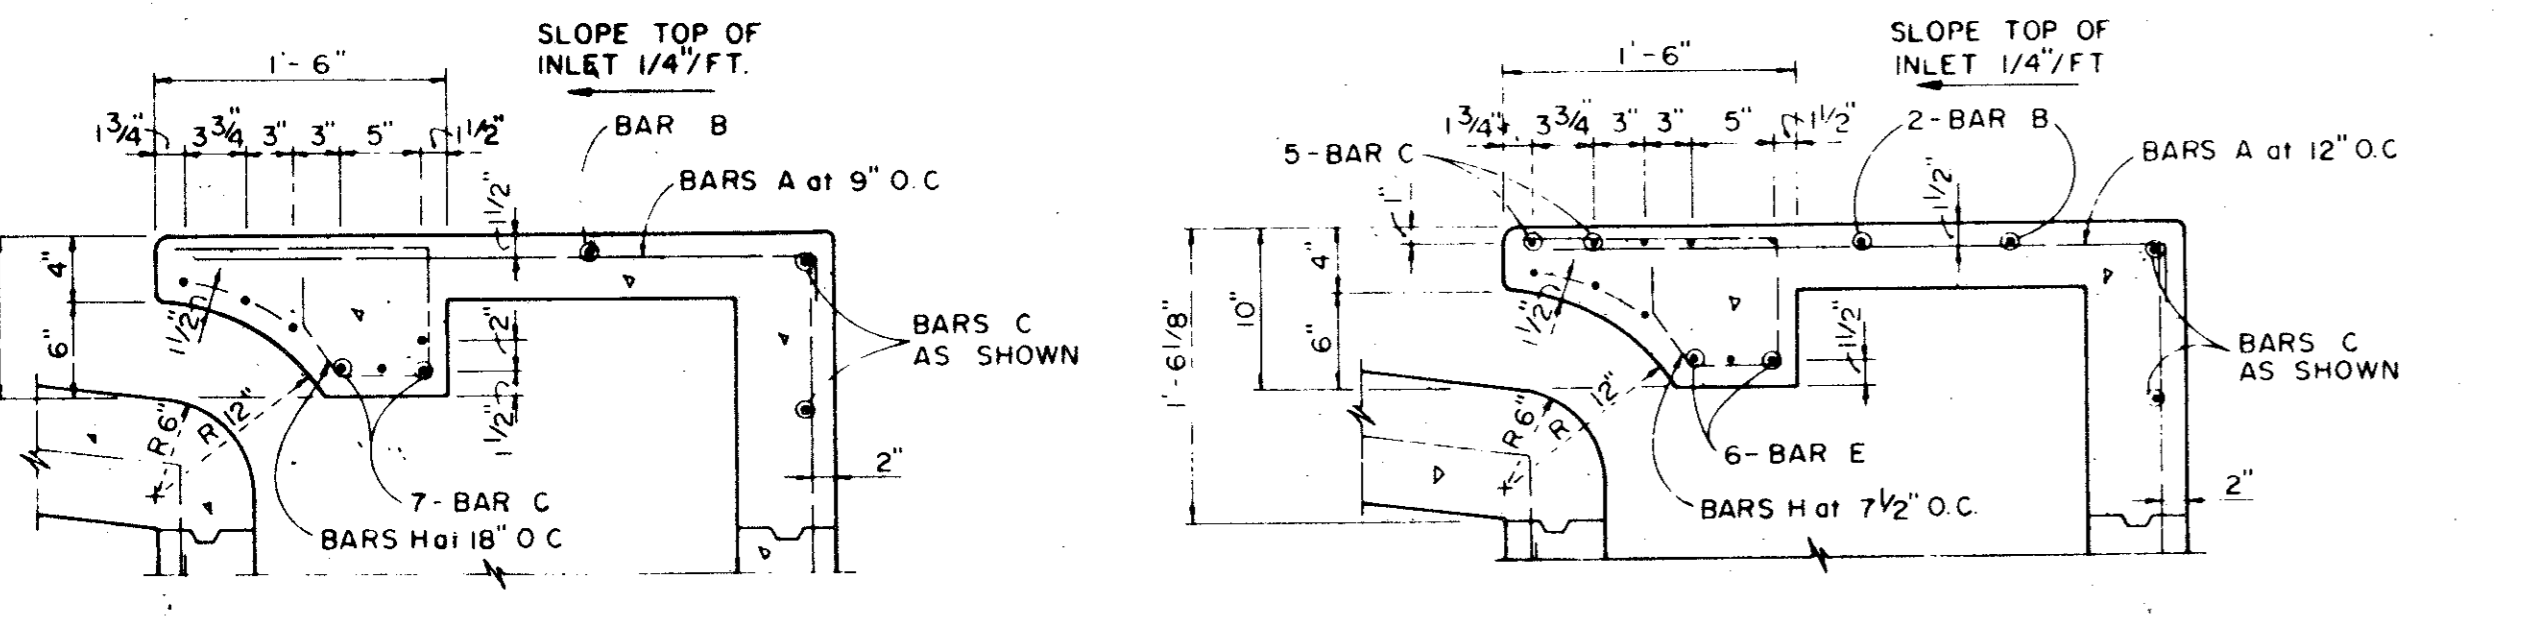 SLOPE TOP OF
INLET 1/4"/FT.
1'-6"
1 3/4" 3 3/4" 3" 3" 5" 1 1/2"
BAR B
BARS A at 9" O.C
1 1/2"
4"
6"
1 1/2"
2"
1 1/2"
BARS C
AS SHOWN
R 6"
R 12"
2"
7-BAR C
BARS H at 18" O C
SLOPE TOP OF
INLET 1/4"/FT
1'-6"
1 3/4" 3 3/4 3" 3" 5" 1 1/2"
2-BAR B
5-BAR C
BARS A at 12" O.C
1"
1 1/2"
4"
10"
6"
1'-6 1/8"
1 1/2"
1 1/2"
BARS C
AS SHOWN
R 6"
R 12"
6-BAR E
2"
BARS H at 7 1/2" O.C.